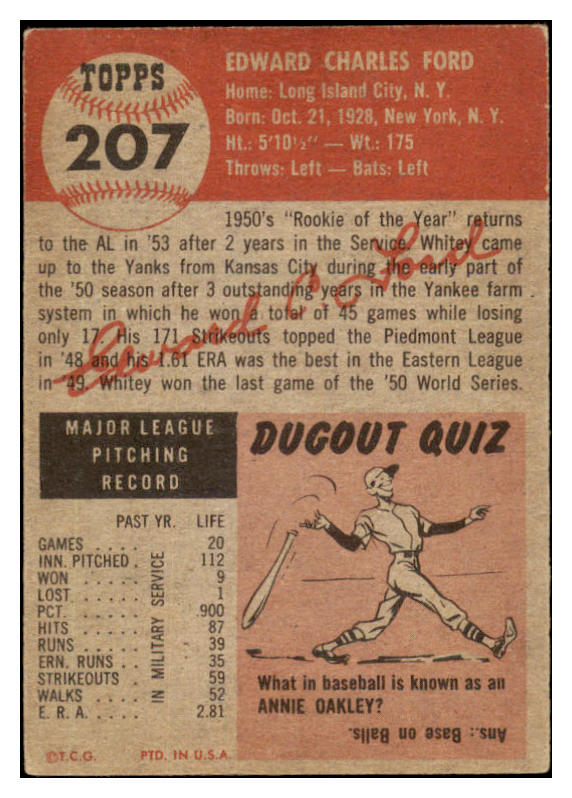 TOPPS
207
EDWARD CHARLES FORD
Home: Long Island City, N. Y.
Born: Oct. 21, 1928, New York, N. Y.
Ht.: 5'10½" — Wt.: 175
Throws: Left — Bats: Left
1950's "Rookie of the Year" returns
to the AL in '53 after 2 years in the Service. Whitey came
up to the Yanks from Kansas City during the early part of
the '50 season after 3 outstanding years in the Yankee farm
system in which he won a total of 45 games while losing
only 17. His 171 Strikeouts topped the Piedmont League
in '48 and his 1.61 ERA was the best in the Eastern League
in '49. Whitey won the last game of the '50 World Series.
Edward C Ford
MAJOR LEAGUE
PITCHING
RECORD
PAST YR. LIFE
GAMES . . . . 20
INN. PITCHED . 112
WON . . . . . 9
LOST . . . . . 1
PCT. . . . . . .900
HITS . . . . . 87
RUNS . . . . . 39
ERN. RUNS . . 35
STRIKEOUTS . . 59
WALKS . . . . 52
E. R. A. . . . . 2.81
IN MILITARY SERVICE
©T.C.G. PTD. IN U.S.A.
DUGOUT QUIZ
What in baseball is known as an
ANNIE OAKLEY?
Ans.: Base on Balls.